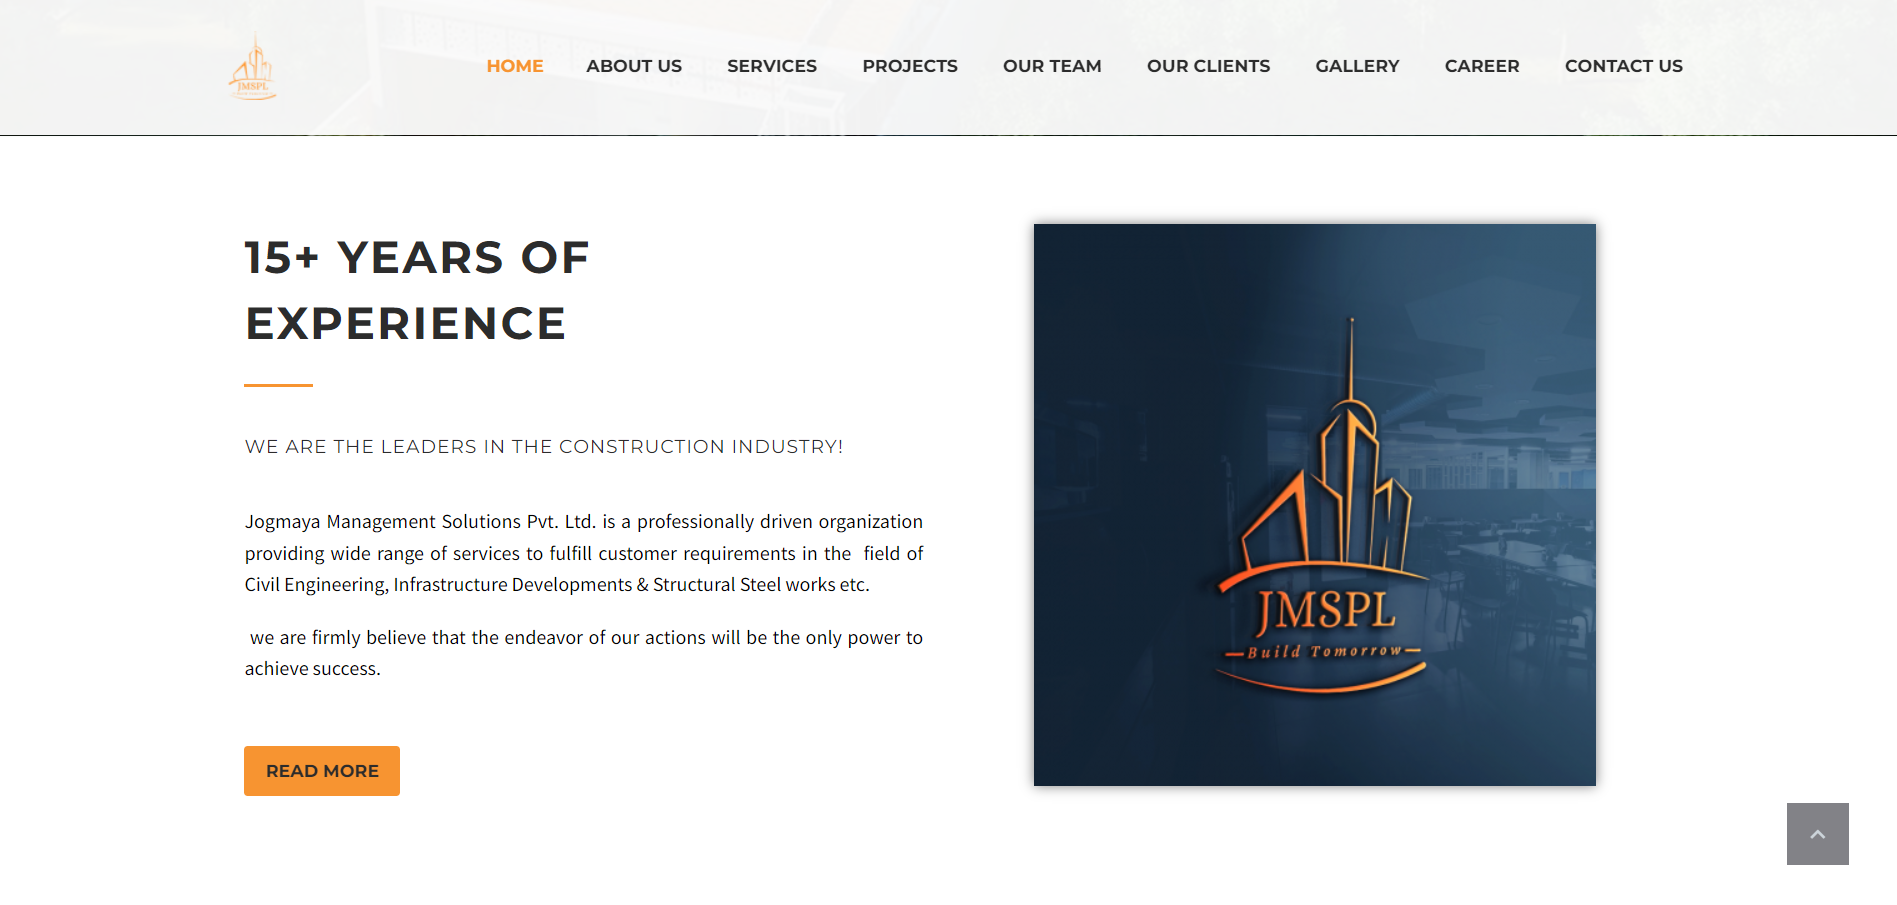 JMSPL
HOME ABOUT US SERVICES PROJECTS OUR TEAM OUR CLIENTS GALLERY CAREER CONTACT US
15+ YEARS OF
EXPERIENCE
WE ARE THE LEADERS IN THE CONSTRUCTION INDUSTRY!
Jogmaya Management Solutions Pvt. Ltd. is a professionally driven organization
providing wide range of services to fulfill customer requirements in the field of
Civil Engineering, Infrastructure Developments & Structural Steel works etc.
we are firmly believe that the endeavor of our actions will be the only power to
achieve success.
READ MORE
JMSPL
Build Tomorrow